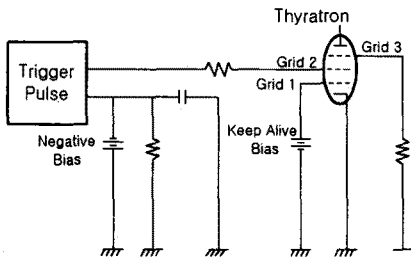 Thyratron
Grid 3
Grid 2
Trigger
Pulse
Grid 1
Negative
Bias
Keep Alive
Bias